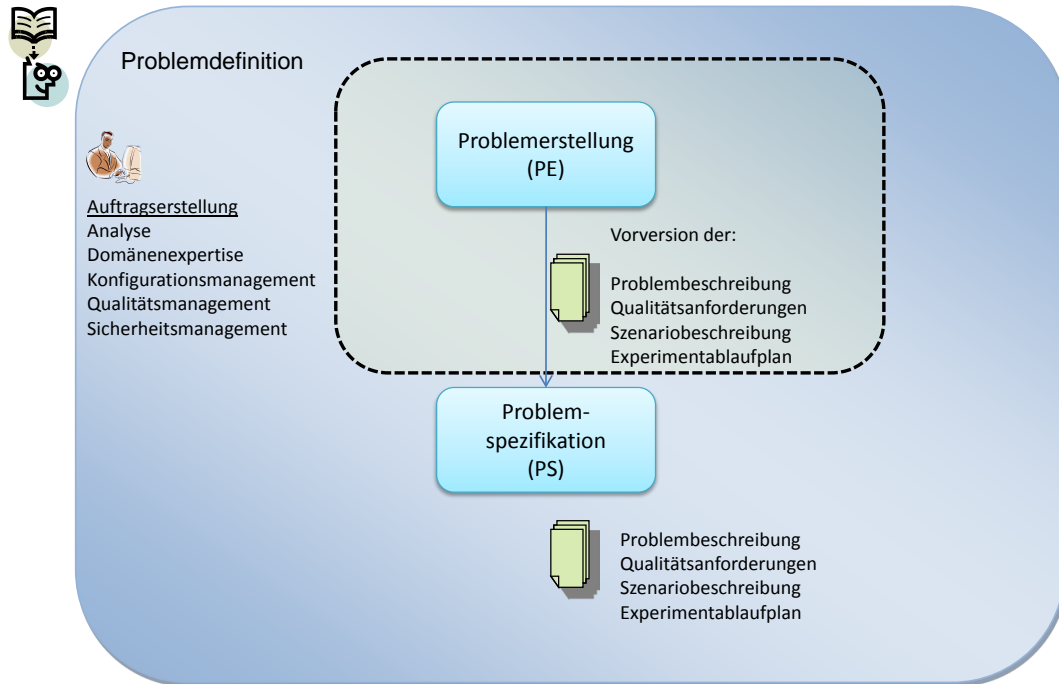 Problemdefinition
Problemerstellung
(PE)
Auftragserstellung
Analyse
Domänenexpertise
Konfigurationsmanagement
Qualitätsmanagement
Sicherheitsmanagement
Vorversion der:
Problembeschreibung
Qualitätsanforderungen
Szenariobeschreibung
Experimentablaufplan
Problem-
spezifikation
(PS)
Problembeschreibung
Qualitätsanforderungen
Szenariobeschreibung
Experimentablaufplan